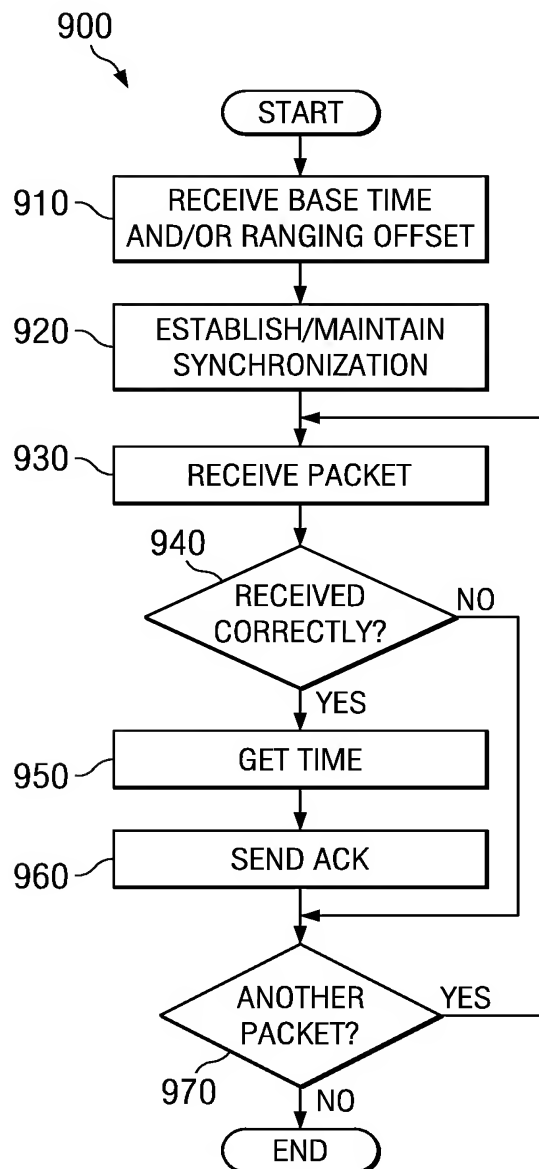 900
START
910
RECEIVE BASE TIME
AND/OR RANGING OFFSET
920
ESTABLISH/MAINTAIN
SYNCHRONIZATION
930
RECEIVE PACKET
940
RECEIVED
CORRECTLY?
NO
YES
950
GET TIME
960
SEND ACK
ANOTHER
PACKET?
YES
970
NO
END